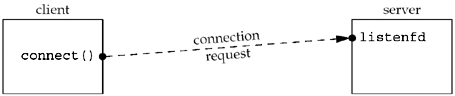 client
server
connect()
connection
request
listenfd